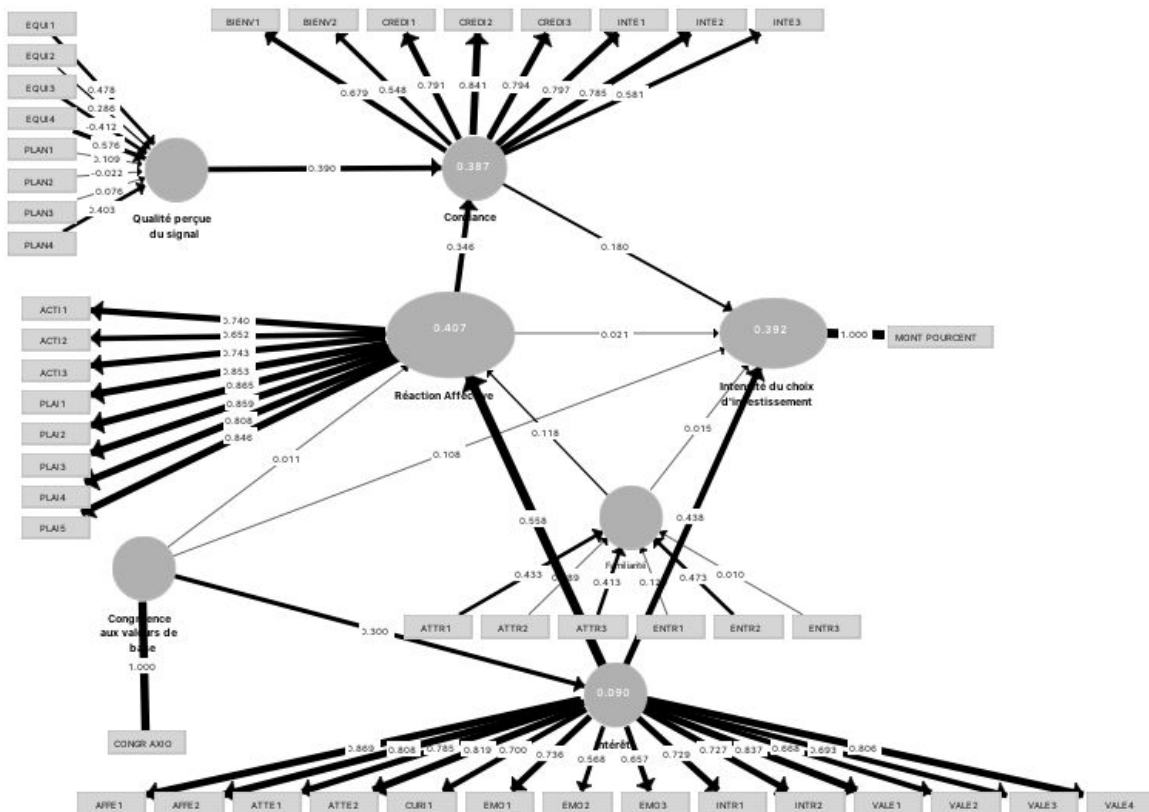 EQUI1
EQUI2
EQUI3
EQUI4
PLAN1
PLAN2
PLAN3
PLAN4
0.478
0.286
-0.412
0.576
0.109
-0.022
0.076
0.403
Qualité perçue
du signal
0.390
BIENV1 BIENV2 CREDI1 CREDI2 CREDI3 INTE1 INTE2 INTE3
0.679 0.548 0.791 0.841 0.794 0.797 0.785 0.581
0.387
Confiance
0.346
0.180
ACTI1
ACTI2
ACTI3
PLAI1
PLAI2
PLAI3
PLAI4
PLAI5
0.740
0.652
0.743
0.853
0.865
0.859
0.808
0.846
0.407
Réaction Affective
0.021
0.392
Intensité du choix
d'investissement
1.000
MONT POURCENT
0.011
0.108
0.118
0.015
0.558
0.438
Familiarité
0.433 0.413 0.473 0.010
ATTR1 ATTR2 ATTR3 ENTR1 ENTR2 ENTR3
Congruence
aux valeurs de
base
1.000
CONGR AXIO
0.300
0.090
Intérêt
0.869 0.808 0.785 0.819 0.700 0.736 0.568 0.657 0.729 0.727 0.837 0.668 0.693 0.806
AFFE1 AFFE2 ATTE1 ATTE2 CURI1 EMO1 EMO2 EMO3 INTR1 INTR2 VALE1 VALE2 VALE3 VALE4